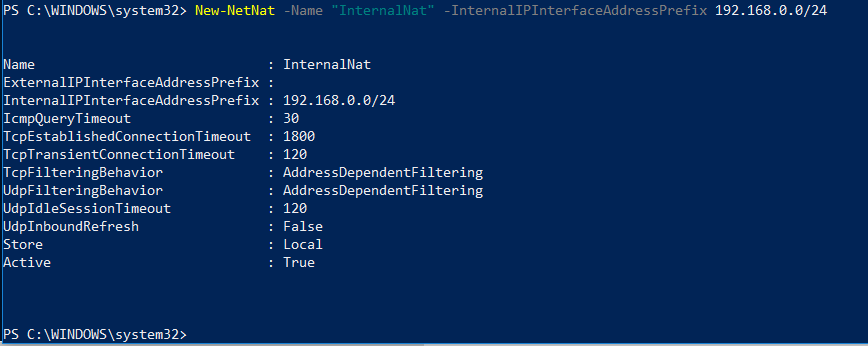 PS C:\WINDOWS\system32> New-NetNat -Name "InternalNat" -InternalIPInterfaceAddressPrefix 192.168.0.0/24
Name                             : InternalNat
ExternalIPInterfaceAddressPrefix :
InternalIPInterfaceAddressPrefix : 192.168.0.0/24
IcmpQueryTimeout                 : 30
TcpEstablishedConnectionTimeout  : 1800
TcpTransientConnectionTimeout    : 120
TcpFilteringBehavior             : AddressDependentFiltering
UdpFilteringBehavior             : AddressDependentFiltering
UdpIdleSessionTimeout            : 120
UdpInboundRefresh                : False
Store                            : Local
Active                           : True
PS C:\WINDOWS\system32>